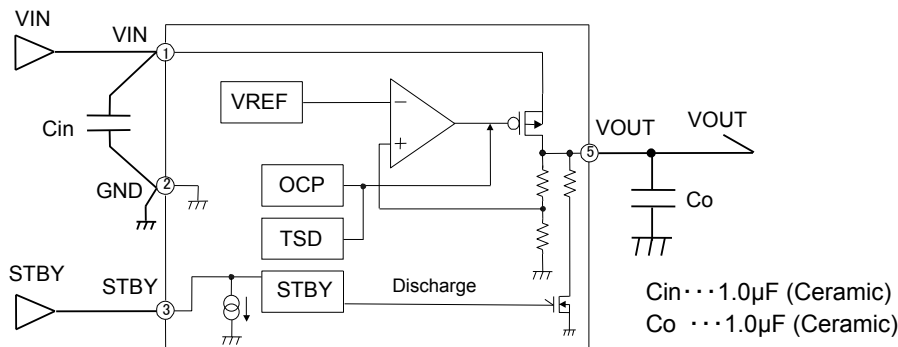 VIN
VIN
1
VREF
−
+
VOUT
VOUT
5
Cin
2
GND
OCP
TSD
Co
STBY
STBY
3
STBY
Discharge
Cin･･･1.0µF (Ceramic)
Co ･･･1.0µF (Ceramic)